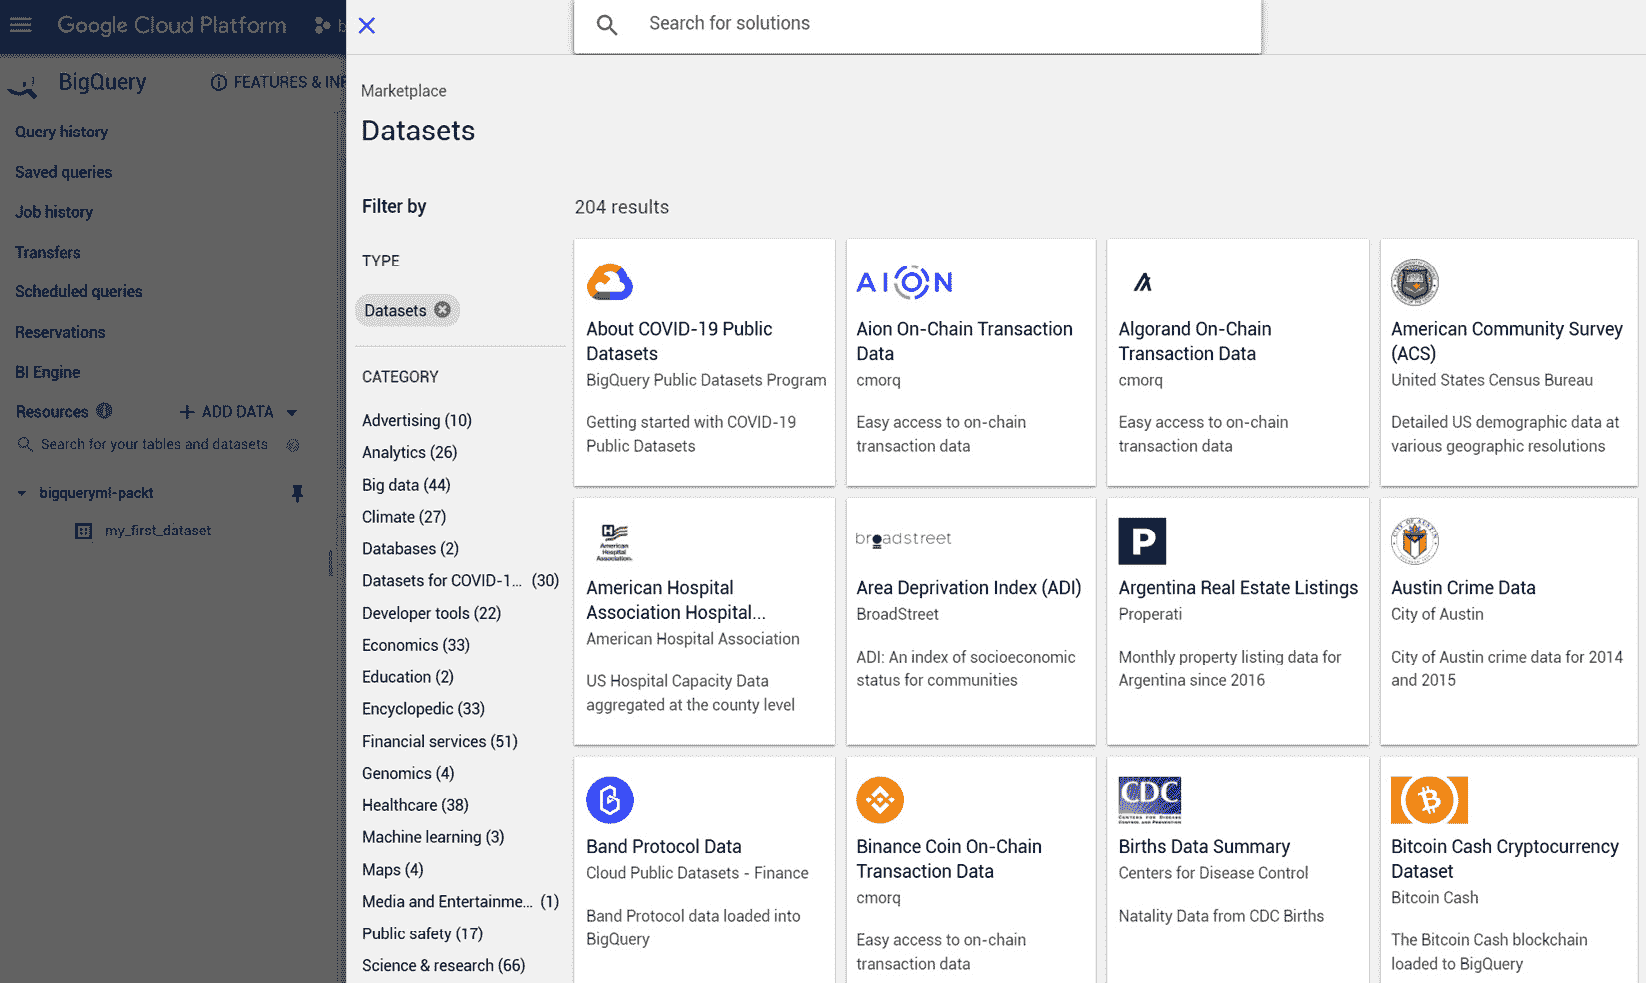 Google Cloud Platform
Search for solutions
BigQuery
FEATURES &
Query history
Saved queries
Job history
Transfers
Scheduled queries
Reservations
BI Engine
Resources
ADD DATA
Search for your tables and datasets
bigqueryml-packt
my_first_dataset
Marketplace
Datasets
Filter by
204 results
TYPE
Datasets
CATEGORY
Advertising (10)
Analytics (26)
Big data (44)
Climate (27)
Databases (2)
Datasets for COVID-1... (30)
Developer tools (22)
Economics (33)
Education (2)
Encyclopedic (33)
Financial services (51)
Genomics (4)
Healthcare (38)
Machine learning (3)
Maps (4)
Media and Entertainme... (1)
Public safety (17)
Science & research (66)
About COVID-19 Public
Datasets
BigQuery Public Datasets Program
Getting started with COVID-19
Public Datasets
AION
Aion On-Chain Transaction
Data
cmorq
Easy access to on-chain
transaction data
Algorand On-Chain
Transaction Data
cmorq
Easy access to on-chain
transaction data
American Community Survey
(ACS)
United States Census Bureau
Detailed US demographic data at
various geographic resolutions
American
Hospital
Association
American Hospital
Association Hospital...
American Hospital Association
US Hospital Capacity Data
aggregated at the county level
broadstreet
Area Deprivation Index (ADI)
BroadStreet
ADI: An index of socioeconomic
status for communities
P
Argentina Real Estate Listings
Properati
Monthly property listing data for
Argentina since 2016
CITY OF AUSTIN
Austin Crime Data
City of Austin
City of Austin crime data for 2014
and 2015
Band Protocol Data
Cloud Public Datasets - Finance
Band Protocol data loaded into
BigQuery
Binance Coin On-Chain
Transaction Data
cmorq
Easy access to on-chain
transaction data
CDC
CENTERS FOR DISEASE
CONTROL AND PREVENTION
Births Data Summary
Centers for Disease Control
Natality Data from CDC Births
Bitcoin Cash Cryptocurrency
Dataset
Bitcoin Cash
The Bitcoin Cash blockchain
loaded to BigQuery